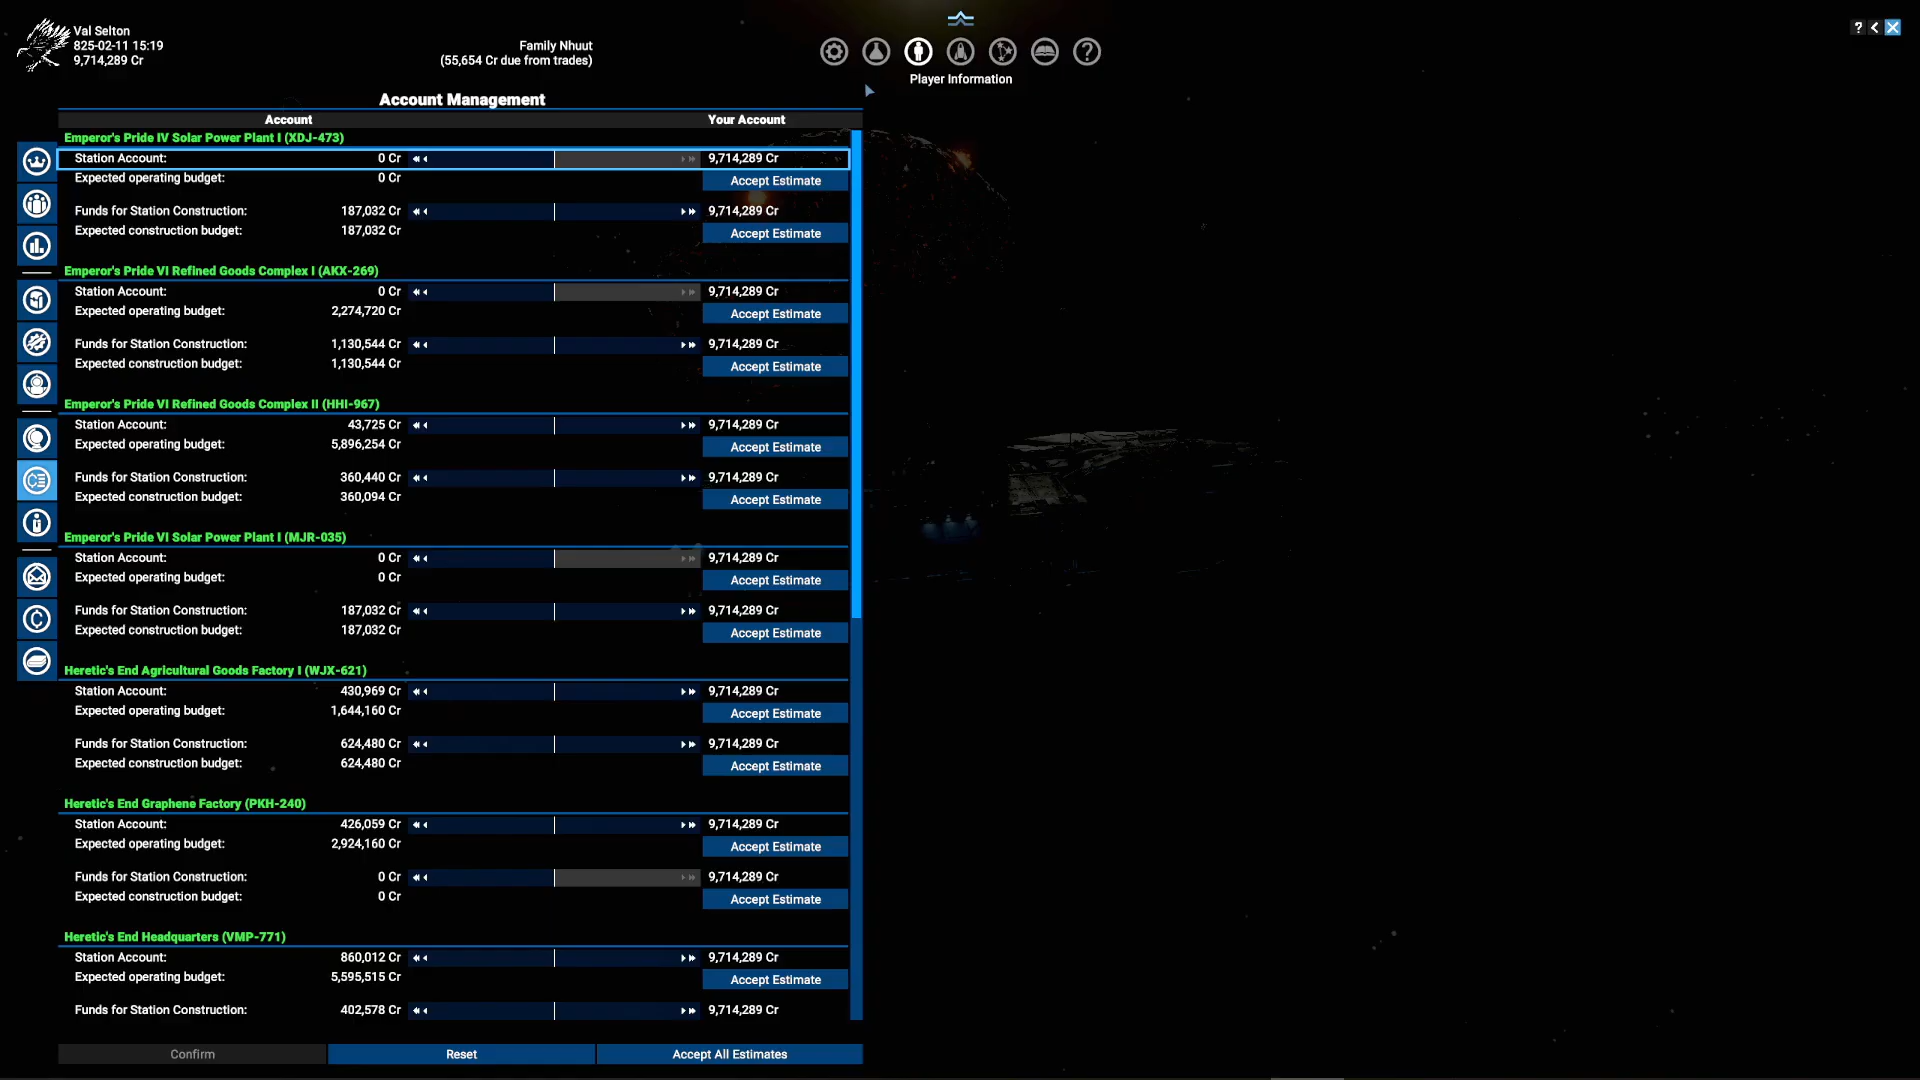 Val Selton
825-02-11 15:19
9,714,289 Cr
Family Nhuut
(55,654 Cr due from trades)
Player Information
Account Management
Account Your Account
Emperor's Pride IV Solar Power Plant I (XDJ-473)
Station Account: 0 Cr 9,714,289 Cr
Expected operating budget: 0 Cr Accept Estimate
Funds for Station Construction: 187,032 Cr 9,714,289 Cr
Expected construction budget: 187,032 Cr Accept Estimate
Emperor's Pride VI Refined Goods Complex I (AKX-269)
Station Account: 0 Cr 9,714,289 Cr
Expected operating budget: 2,274,720 Cr Accept Estimate
Funds for Station Construction: 1,130,544 Cr 9,714,289 Cr
Expected construction budget: 1,130,544 Cr Accept Estimate
Emperor's Pride VI Refined Goods Complex II (HHI-967)
Station Account: 43,725 Cr 9,714,289 Cr
Expected operating budget: 5,896,254 Cr Accept Estimate
Funds for Station Construction: 360,440 Cr 9,714,289 Cr
Expected construction budget: 360,094 Cr Accept Estimate
Emperor's Pride VI Solar Power Plant I (MJR-035)
Station Account: 0 Cr 9,714,289 Cr
Expected operating budget: 0 Cr Accept Estimate
Funds for Station Construction: 187,032 Cr 9,714,289 Cr
Expected construction budget: 187,032 Cr Accept Estimate
Heretic's End Agricultural Goods Factory I (WJX-621)
Station Account: 430,969 Cr 9,714,289 Cr
Expected operating budget: 1,644,160 Cr Accept Estimate
Funds for Station Construction: 624,480 Cr 9,714,289 Cr
Expected construction budget: 624,480 Cr Accept Estimate
Heretic's End Graphene Factory (PKH-240)
Station Account: 426,059 Cr 9,714,289 Cr
Expected operating budget: 2,924,160 Cr Accept Estimate
Funds for Station Construction: 0 Cr 9,714,289 Cr
Expected construction budget: 0 Cr Accept Estimate
Heretic's End Headquarters (VMP-771)
Station Account: 860,012 Cr 9,714,289 Cr
Expected operating budget: 5,595,515 Cr Accept Estimate
Funds for Station Construction: 402,578 Cr 9,714,289 Cr
Confirm Reset Accept All Estimates